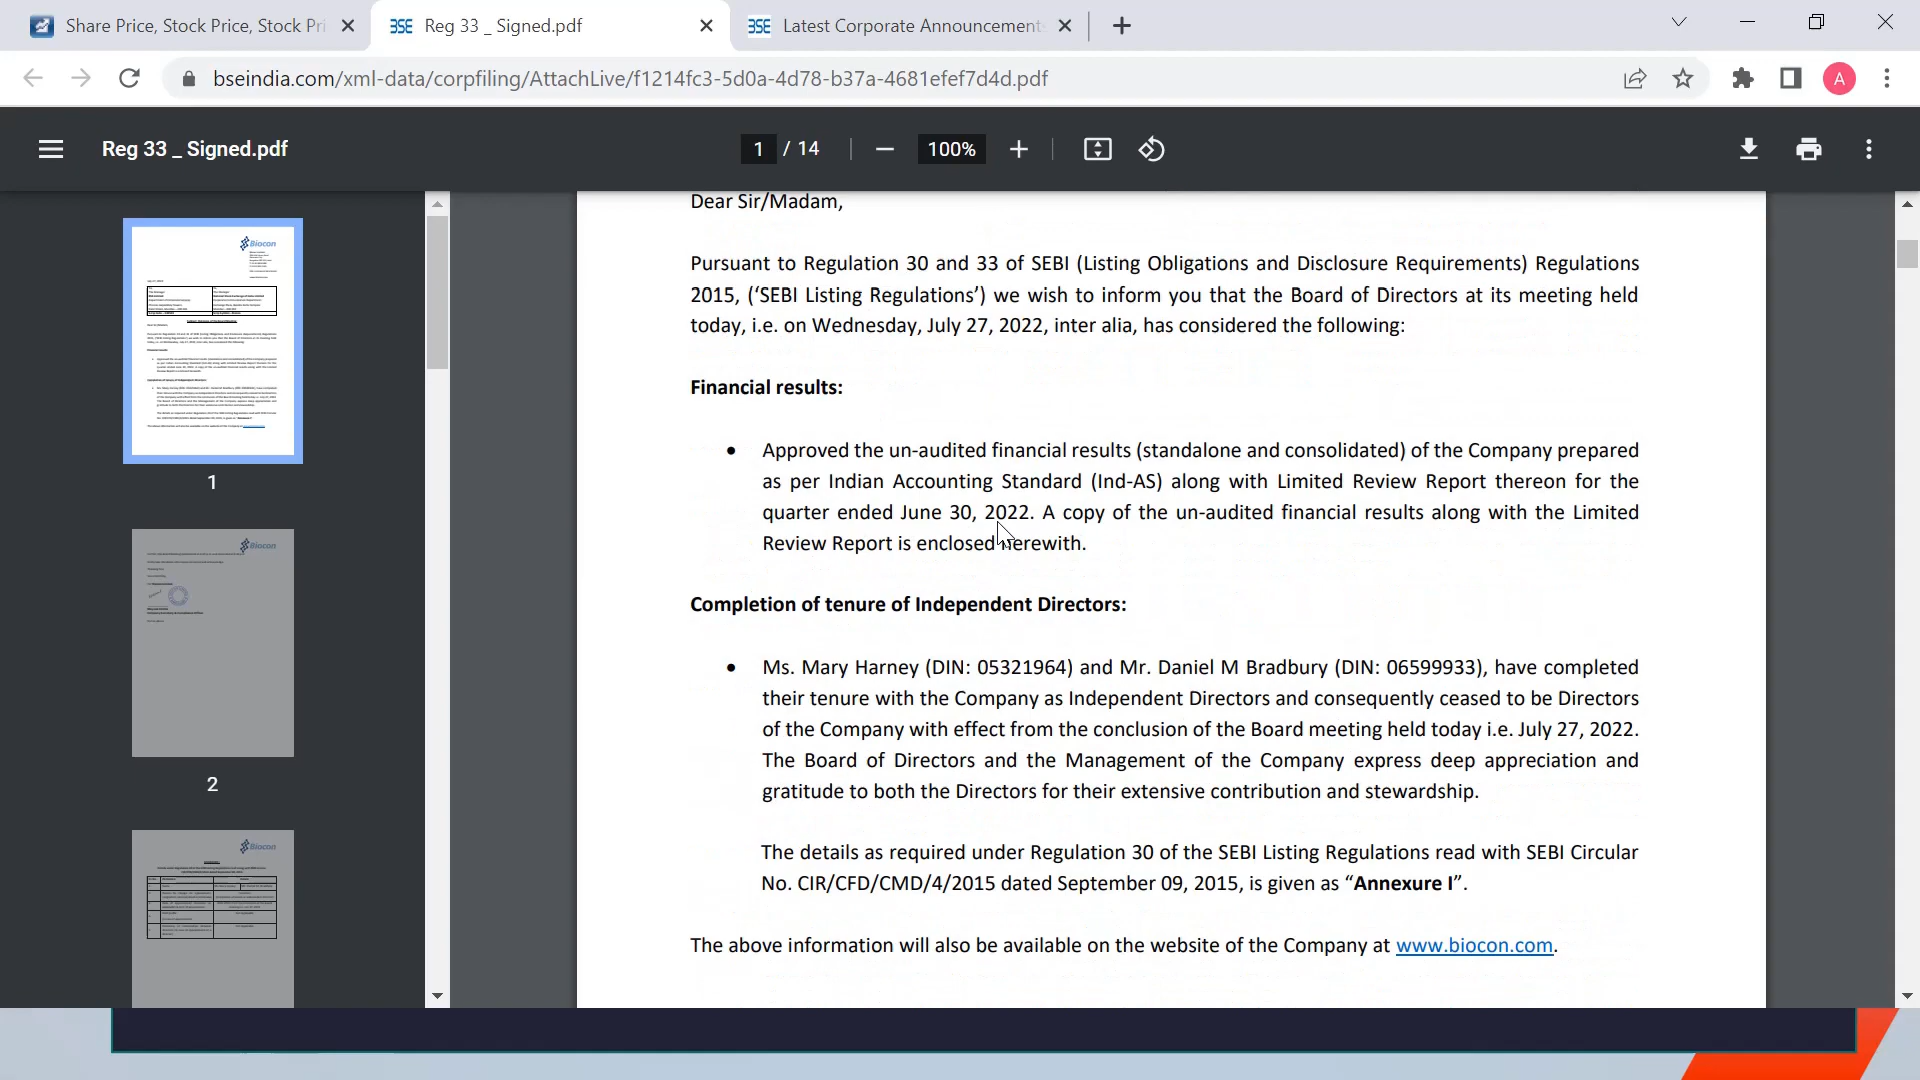 Share Price, Stock Price, Stock Pri
BSE Reg 33 _ Signed.pdf
BSE Latest Corporate Announcement
bseindia.com/xml-data/corpfiling/AttachLive/f1214fc3-5d0a-4d78-b37a-4681efef7d4d.pdf
A
Reg 33 _ Signed.pdf
1 / 14
100%
Biocon
1
Biocon
2
Biocon
Dear Sir/Madam,
Pursuant to Regulation 30 and 33 of SEBI (Listing Obligations and Disclosure Requirements) Regulations
2015, (‘SEBI Listing Regulations’) we wish to inform you that the Board of Directors at its meeting held
today, i.e. on Wednesday, July 27, 2022, inter alia, has considered the following:
Financial results:
• Approved the un-audited financial results (standalone and consolidated) of the Company prepared
as per Indian Accounting Standard (Ind-AS) along with Limited Review Report thereon for the
quarter ended June 30, 2022. A copy of the un-audited financial results along with the Limited
Review Report is enclosed herewith.
Completion of tenure of Independent Directors:
• Ms. Mary Harney (DIN: 05321964) and Mr. Daniel M Bradbury (DIN: 06599933), have completed
their tenure with the Company as Independent Directors and consequently ceased to be Directors
of the Company with effect from the conclusion of the Board meeting held today i.e. July 27, 2022.
The Board of Directors and the Management of the Company express deep appreciation and
gratitude to both the Directors for their extensive contribution and stewardship.
The details as required under Regulation 30 of the SEBI Listing Regulations read with SEBI Circular
No. CIR/CFD/CMD/4/2015 dated September 09, 2015, is given as “Annexure I”.
The above information will also be available on the website of the Company at www.biocon.com.